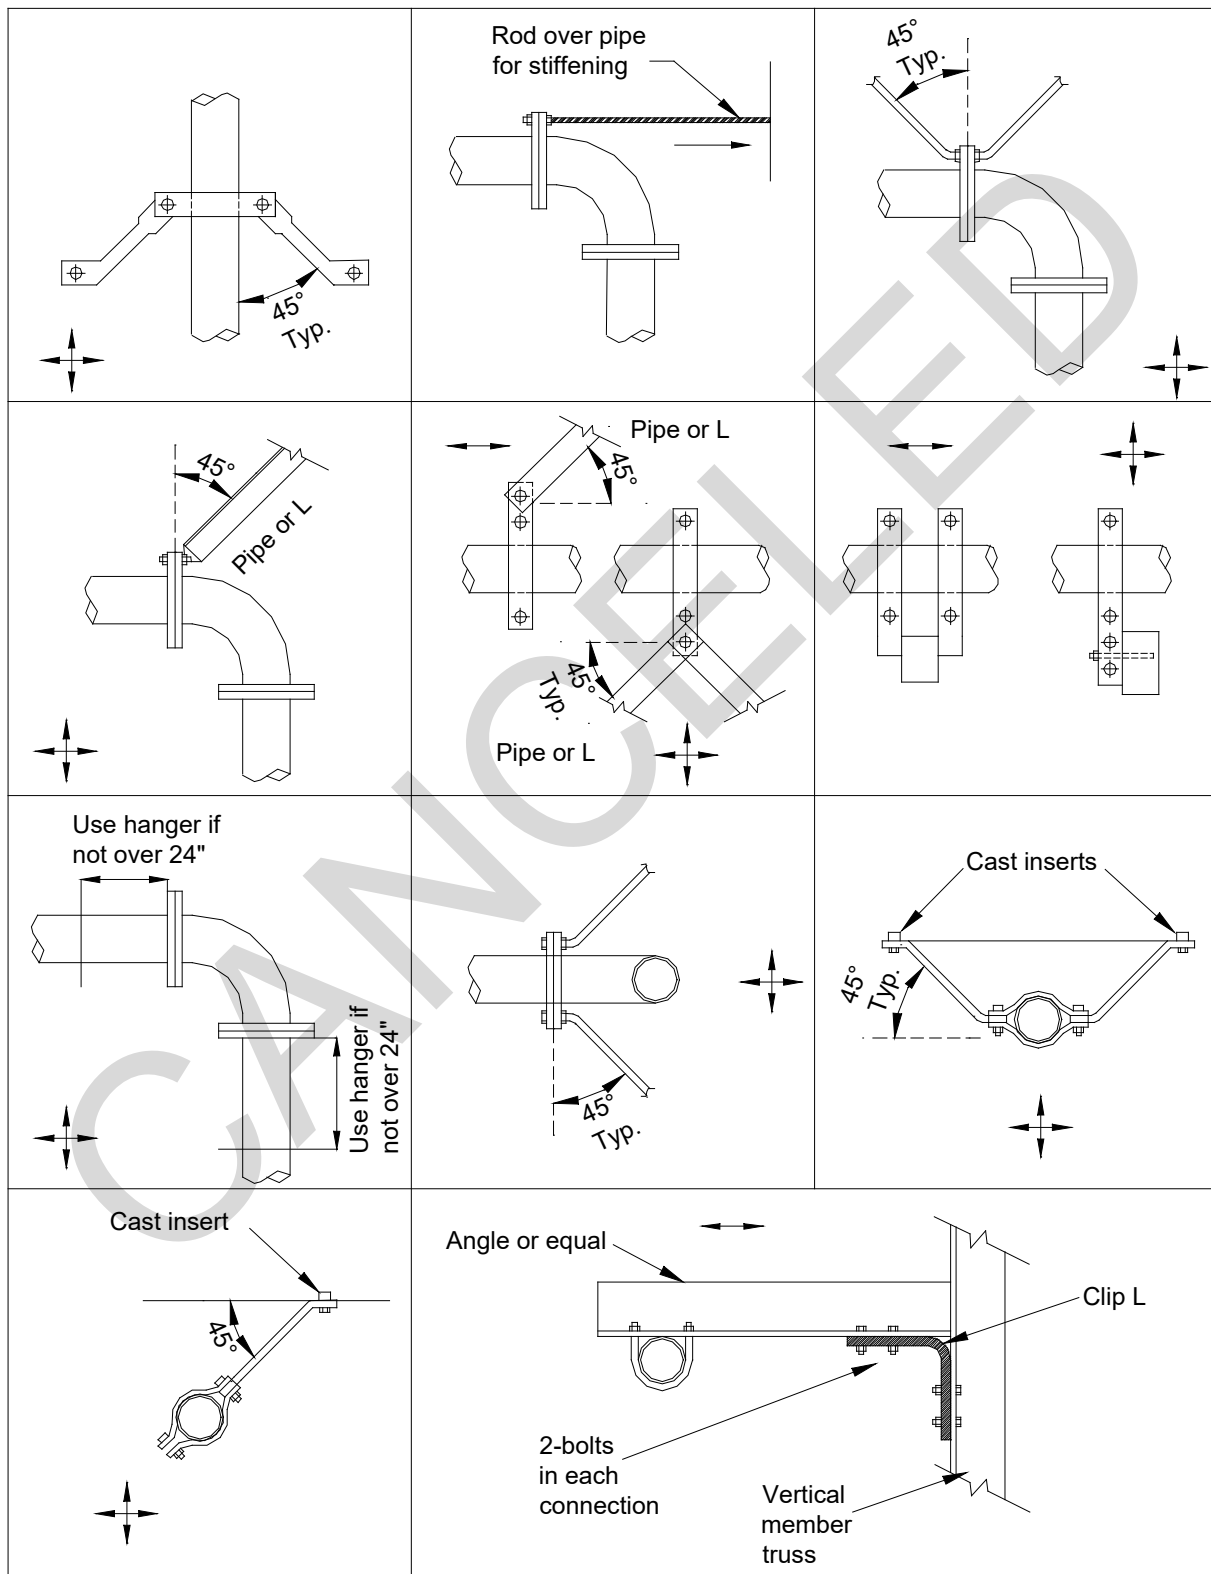 45°
Typ.
Rod over pipe
for stiffening
45°
Typ.
45°
Pipe or L
Pipe or L
45°
45°
Typ.
Pipe or L
Use hanger if
not over 24"
Use hanger if
not over 24"
45°
Typ.
Cast inserts
45°
Typ.
Cast insert
45°
Angle or equal
Clip L
2-bolts
in each
connection
Vertical
member
truss
CANCELED